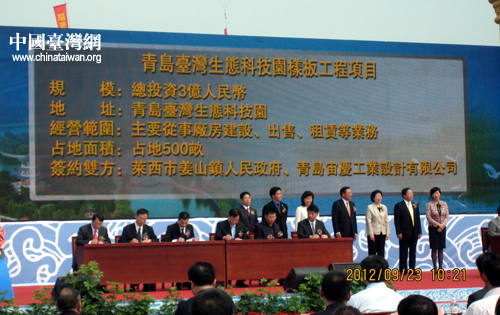 中國臺灣網
www.chinataiwan.org
青島臺灣生態科技園樣板工程項目
規　模：總投資3億人民幣
地　址：青島臺灣生態科技園
經營範圍：主要從事廠房建設、出售、租賃等業務
占地面積：占地500畝
簽約雙方：萊西市姜山鎮人民政府、青島宙慶工業設計有限公司
2012/09/23 10:21